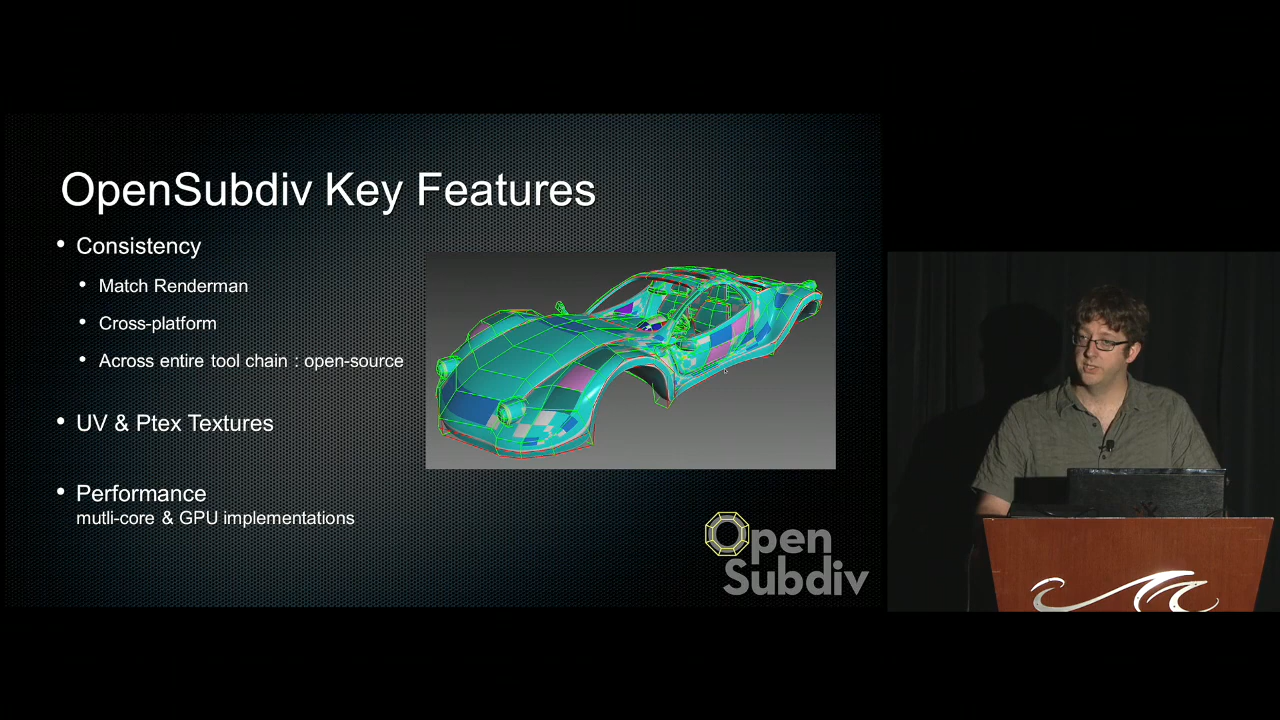 OpenSubdiv Key Features
• Consistency
• Match Renderman
• Cross-platform
• Across entire tool chain : open-source
• UV & Ptex Textures
• Performance
mutli-core & GPU implementations
Open
Subdiv